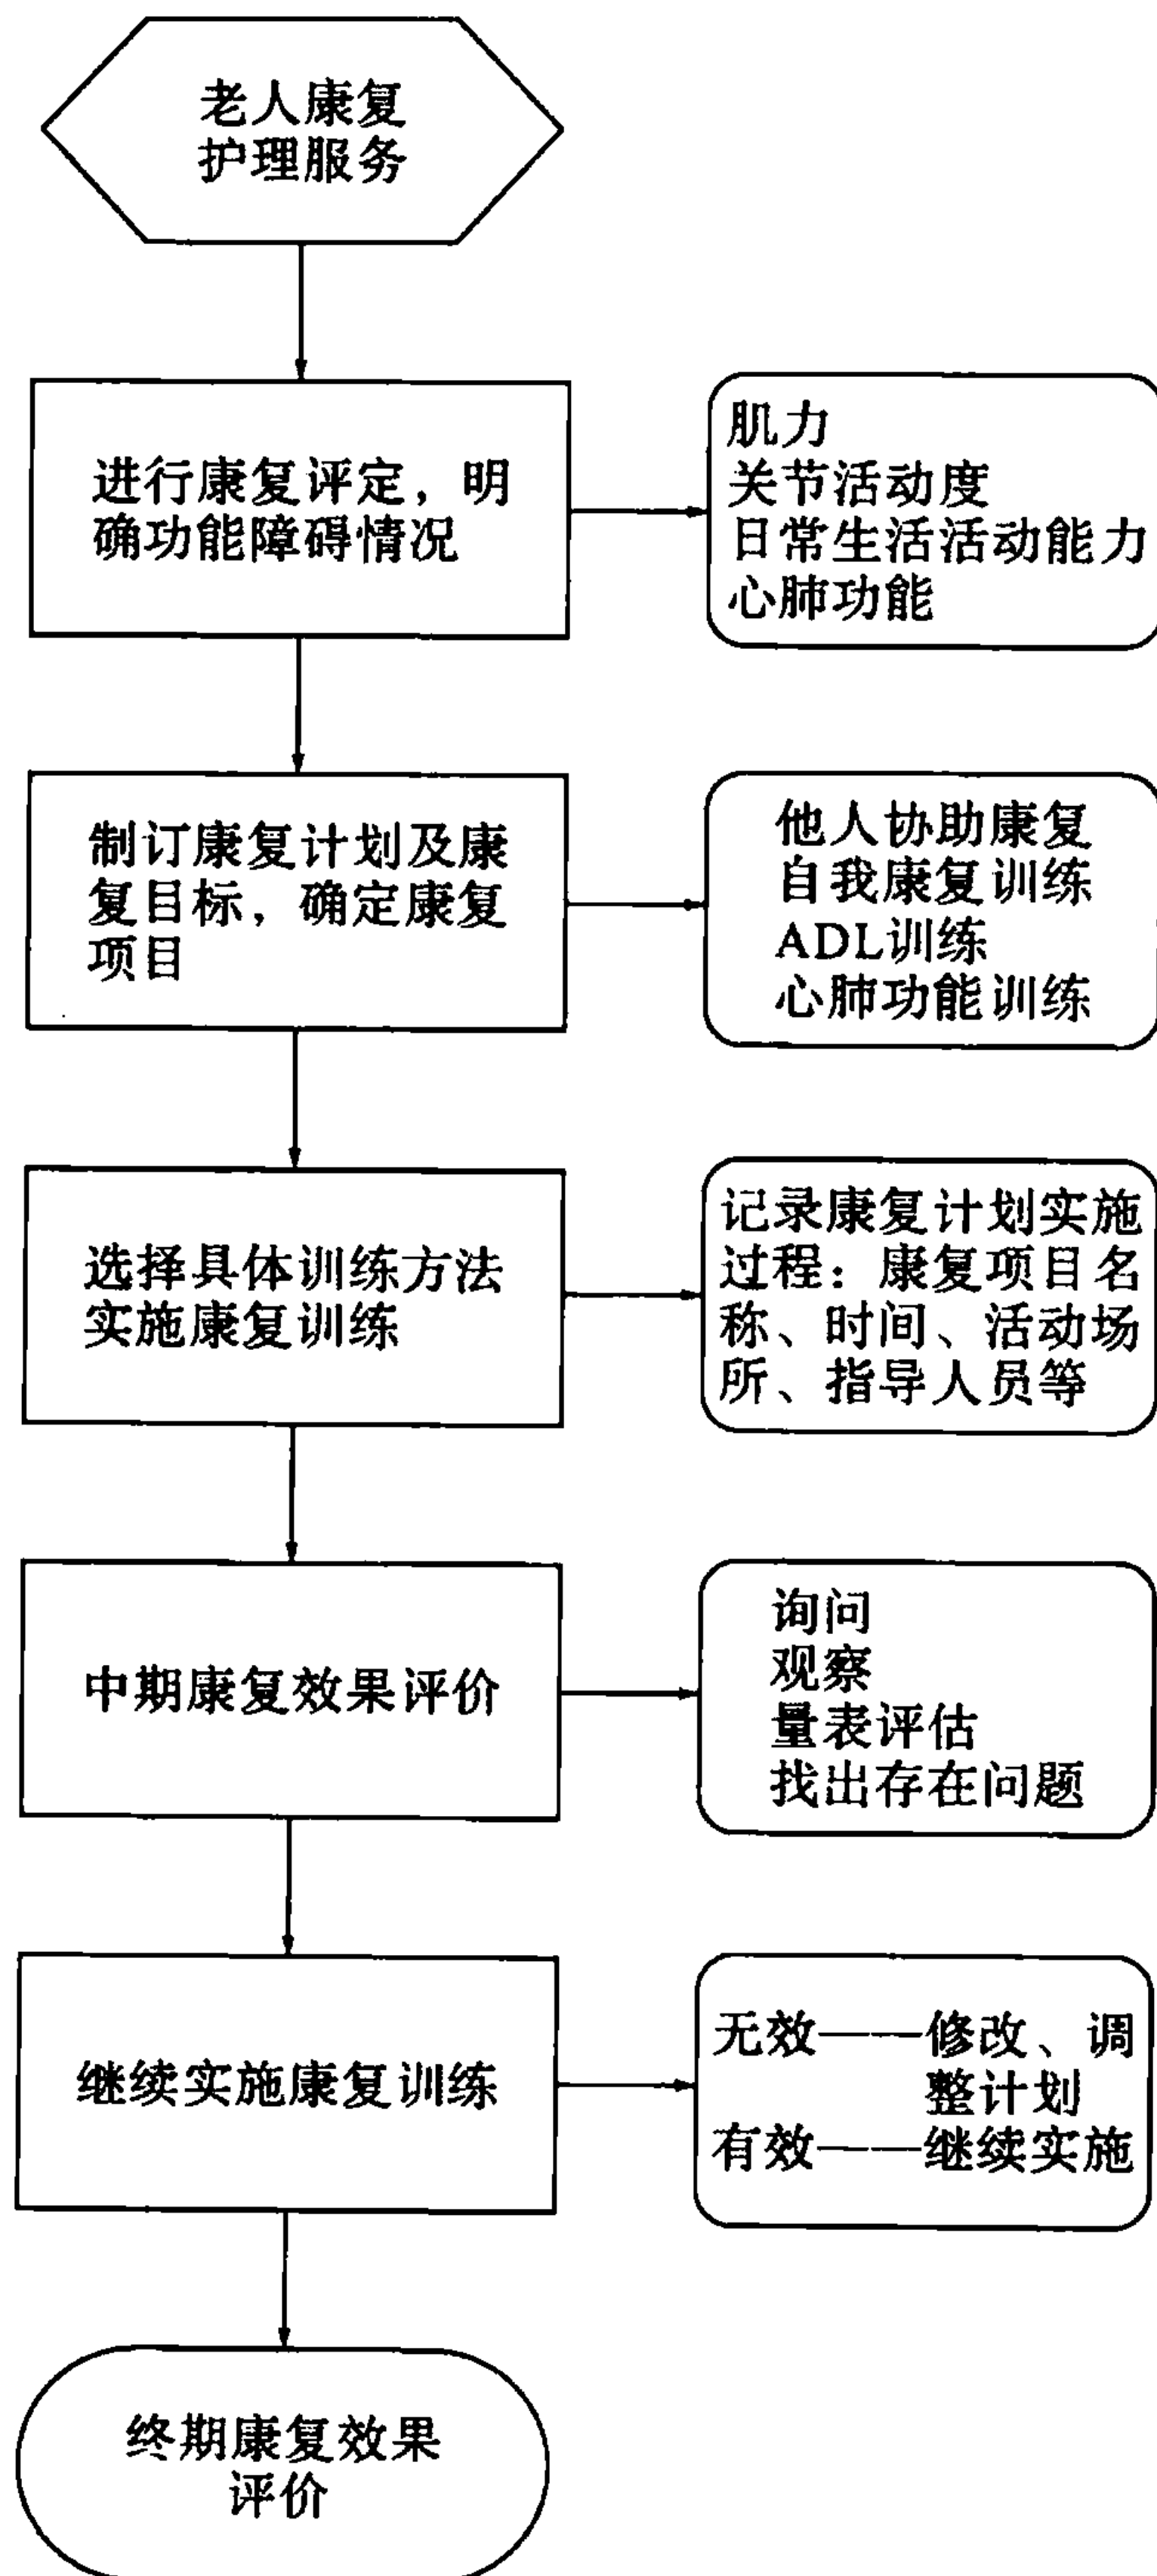 老人康复
护理服务
进行康复评定，明
确功能障碍情况
肌力
关节活动度
日常生活活动能力
心肺功能
制订康复计划及康
复目标，确定康复
项目
他人协助康复
自我康复训练
ADL训练
心肺功能训练
选择具体训练方法
实施康复训练
记录康复计划实施
过程：康复项目名
称、时间、活动场
所、指导人员等
中期康复效果评价
询问
观察
量表评估
找出存在问题
继续实施康复训练
无效——修改、调
整计划
有效——继续实施
终期康复效果
评价